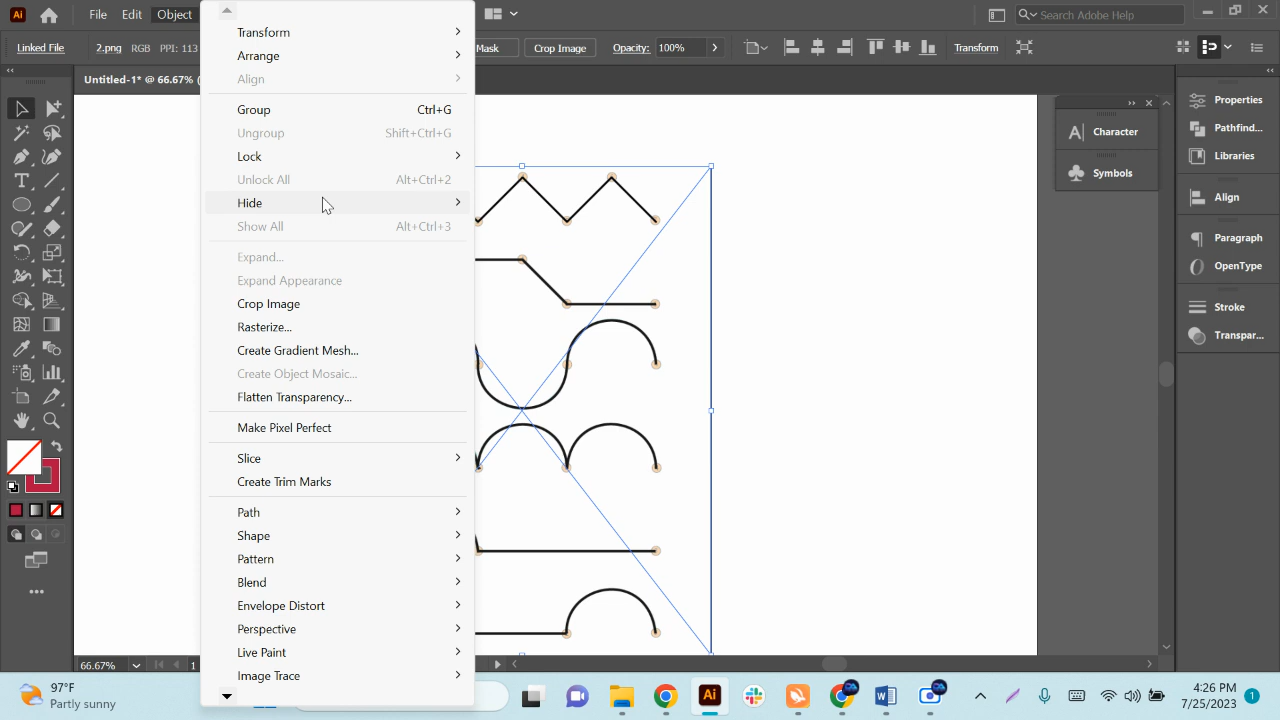 Ai File Edit Object Search Adobe Help
Linked File 2.png RGB PPI: 113 Mask Crop Image Opacity: 100% Transform
Untitled-1* @ 66.67% (
Transform
Arrange
Align
Group Ctrl+G
Ungroup Shift+Ctrl+G
Lock
Unlock All Alt+Ctrl+2
Hide
Show All Alt+Ctrl+3
Expand...
Expand Appearance
Crop Image
Rasterize...
Create Gradient Mesh...
Create Object Mosaic...
Flatten Transparency...
Make Pixel Perfect
Slice
Create Trim Marks
Path
Shape
Pattern
Blend
Envelope Distort
Perspective
Live Paint
Image Trace
Character
Symbols
Properties
Pathfind...
Libraries
Align
Paragraph
OpenType
Stroke
Transpar...
66.67% 1
97°F
Partly sunny
Ai
4:26 PM
7/25/2023
1